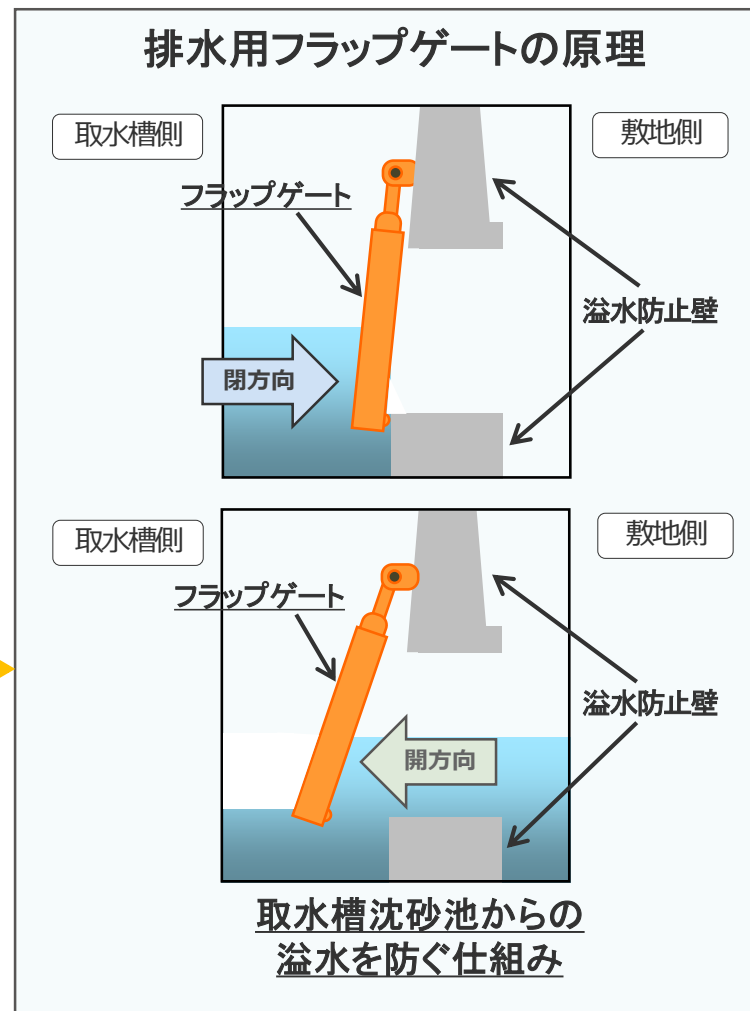 排水用フラップゲートの原理
取水槽側
敷地側
フラップゲート
溢水防止壁
閉方向
取水槽側
敷地側
フラップゲート
溢水防止壁
開方向
取水槽沈砂池からの
溢水を防ぐ仕組み